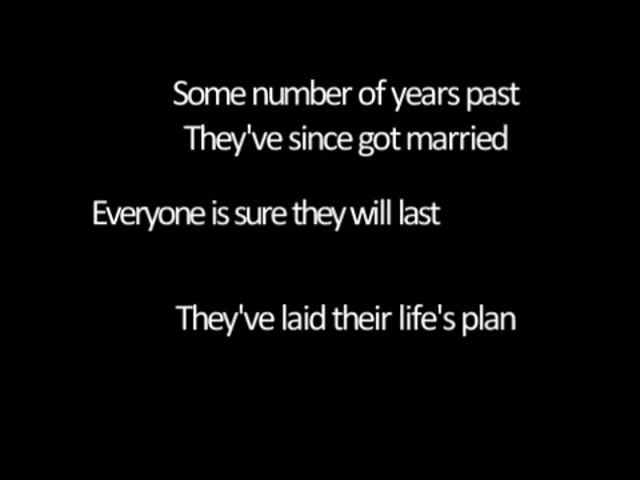 Some number of years past
They've since got married
Everyone is sure they will last
They've laid their life's plan